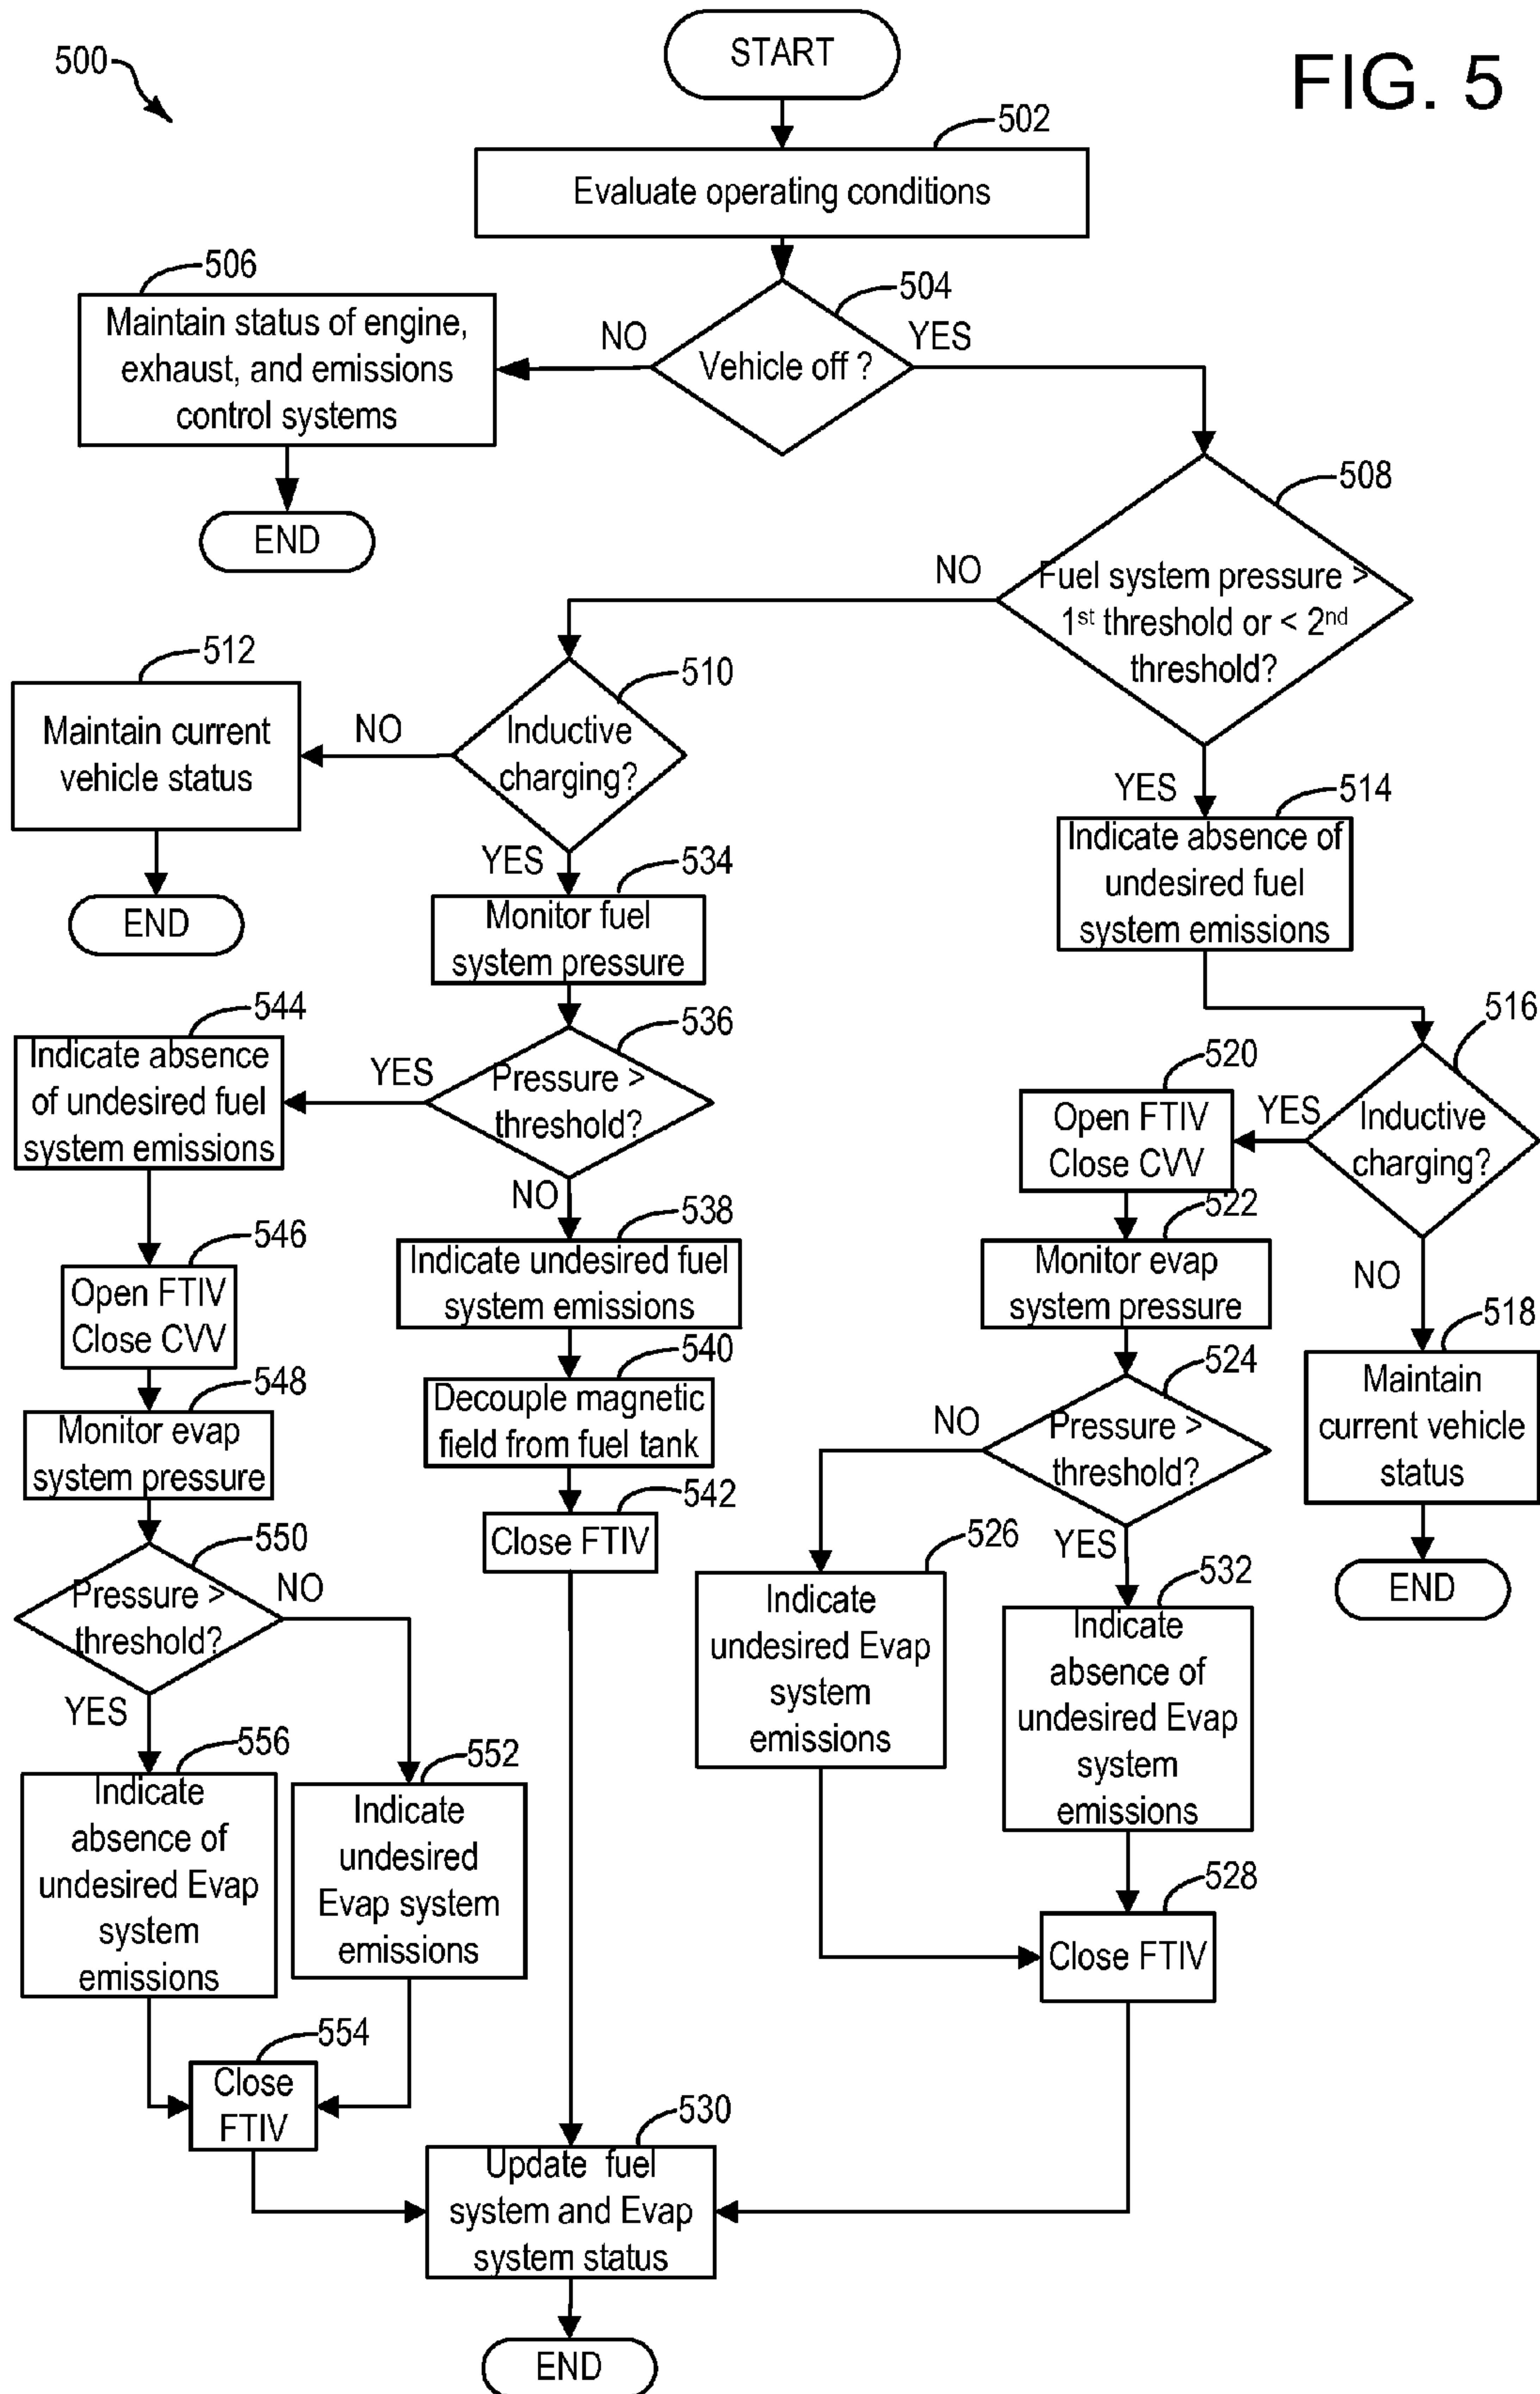 500
START
FIG. 5
502
Evaluate operating conditions
506
504
Maintain status of engine,
exhaust, and emissions
control systems
NO
Vehicle off ?
YES
END
508
Fuel system pressure >
1st threshold or < 2nd
threshold?
NO
512
Maintain current
vehicle status
NO
510
Inductive
charging?
END
YES
514
Indicate absence of
undesired fuel
system emissions
YES
534
Monitor fuel
system pressure
544
Indicate absence
of undesired fuel
system emissions
YES
536
Pressure >
threshold?
516
Inductive
charging?
YES
520
Open FTIV
Close CVV
NO
538
Indicate undesired fuel
system emissions
522
Monitor evap
system pressure
NO
518
Maintain
current vehicle
status
END
546
Open FTIV
Close CVV
540
Decouple magnetic
field from fuel tank
524
Pressure >
threshold?
NO
548
Monitor evap
system pressure
542
Close FTIV
YES
526
Indicate
undesired Evap
system
emissions
532
Indicate
absence of
undesired Evap
system
emissions
550
Pressure >
threshold?
NO
YES
556
Indicate
absence of
undesired Evap
system
emissions
552
Indicate
undesired
Evap system
emissions
528
Close FTIV
554
Close
FTIV
530
Update fuel
system and Evap
system status
END